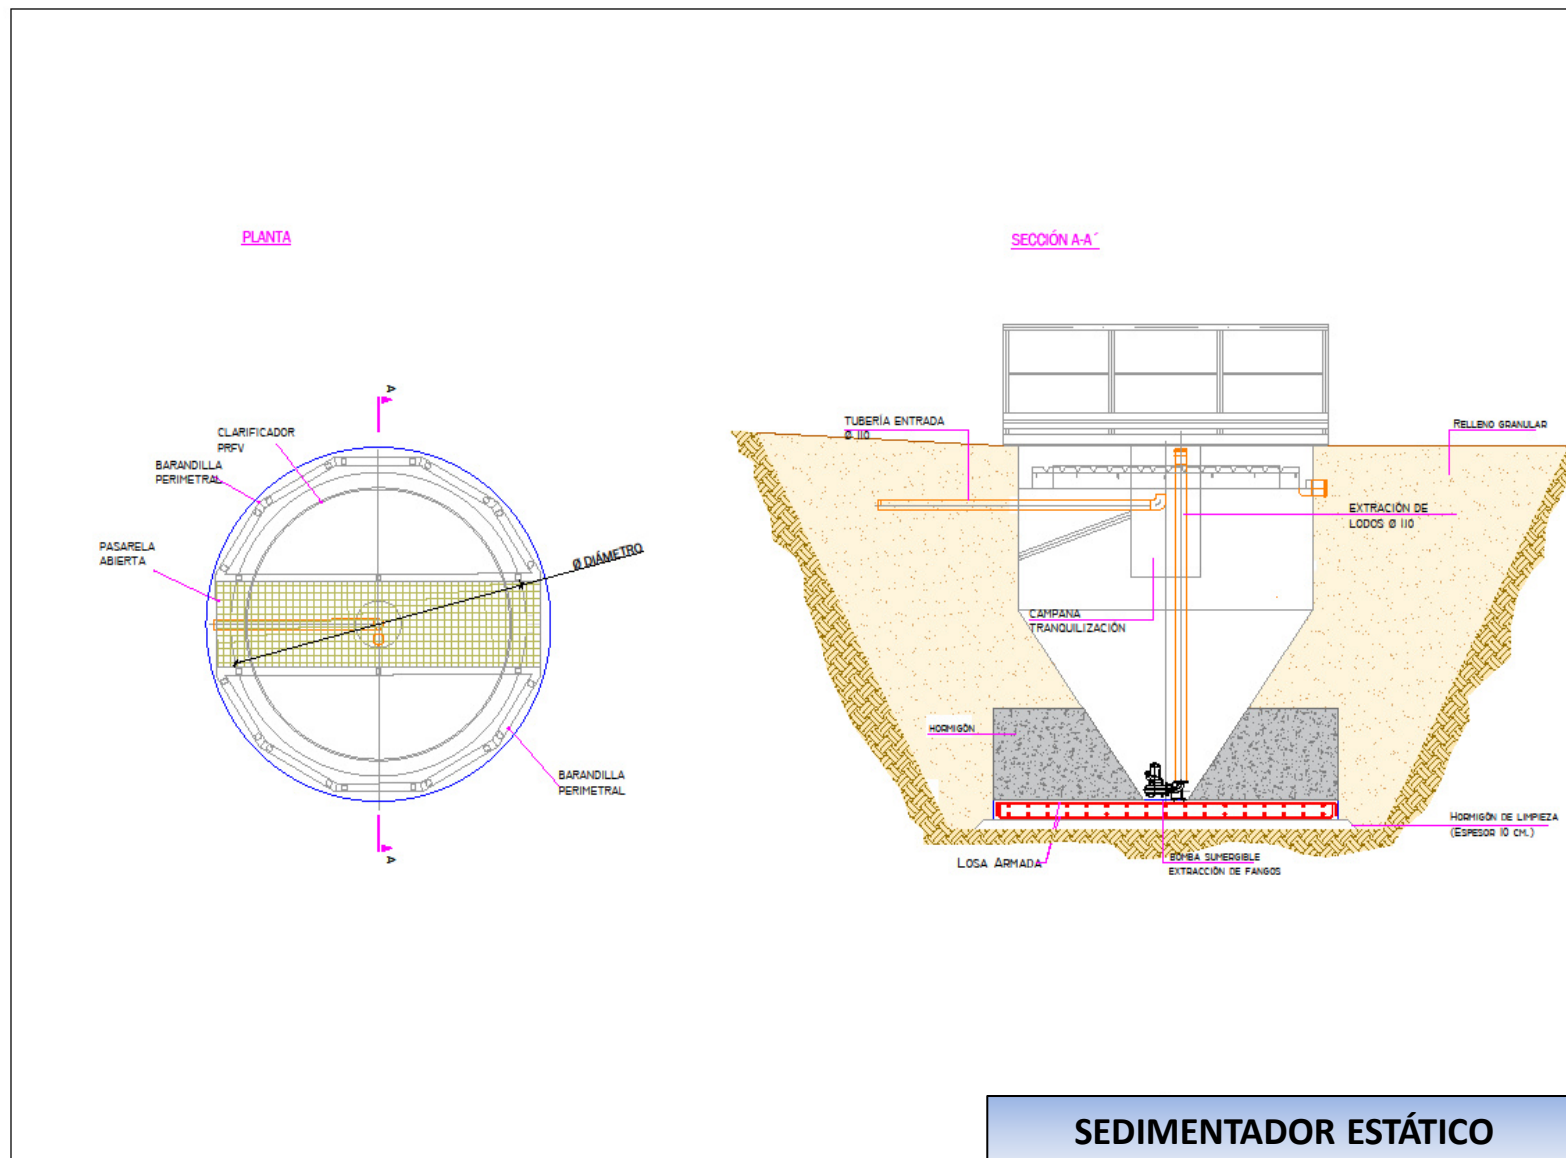 PLANTA
SECCIÓN A-A´
A
CLARIFICADOR
PRFV
BARANDILLA
PERIMETRAL
PASARELA
ABIERTA
Ø DIÁMETRO
BARANDILLA
PERIMETRAL
A
TUBERÍA ENTRADA
Ø 110
RELLENO GRANULAR
EXTRACIÓN DE
LODOS Ø 110
CAMPANA
TRANQUILIZACIÓN
HORMIGÓN
HORMIGÓN DE LIMPIEZA
(ESPESOR 10 CM.)
LOSA ARMADA
BOMBA SUMERGIBLE
EXTRACCIÓN DE FANGOS
SEDIMENTADOR ESTÁTICO